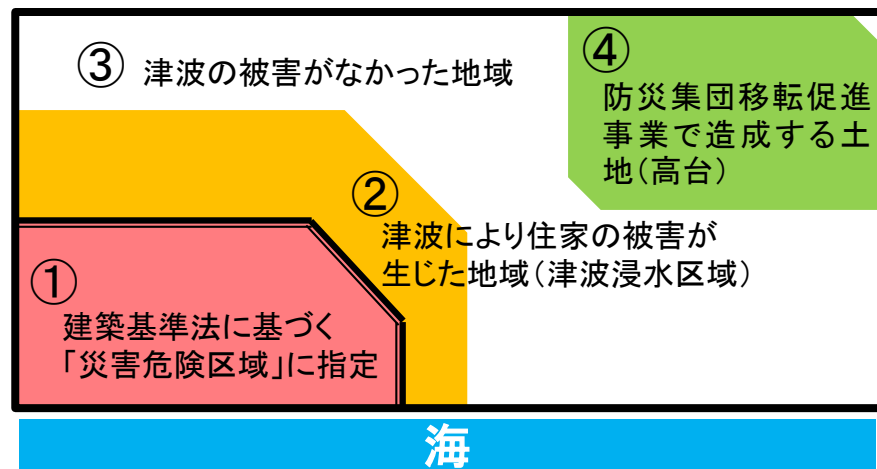 ③ 津波の被害がなかった地域
④
防災集団移転促進
事業で造成する土
地(高台)
②
津波により住家の被害が
生じた地域(津波浸水区域)
①
建築基準法に基づく
「災害危険区域」に指定
海